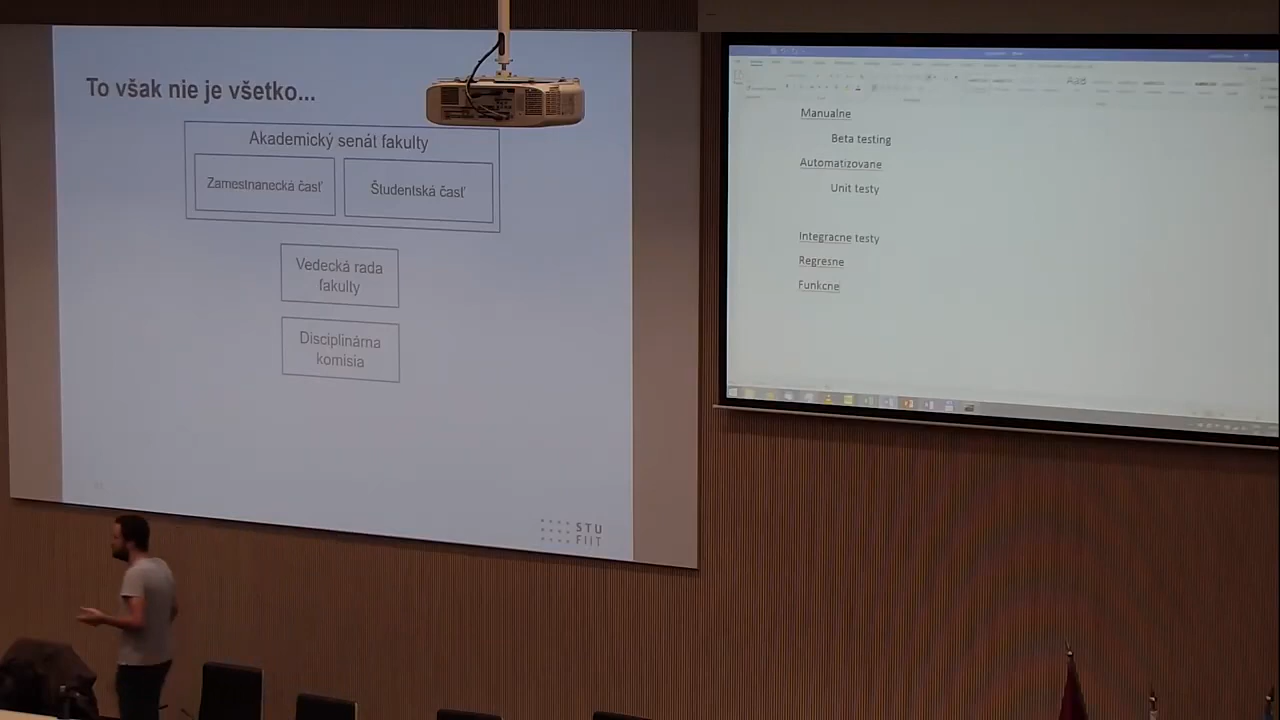 To však nie je všetko...
Akademický senát fakulty
Zamestnanecká časť
Študentská časť
Vedecká rada
fakulty
Disciplinárna
komisia
STU
FIIT
Manualne
Beta testing
Automatizovane
Unit testy
Integracne testy
Regresne
Funkcne